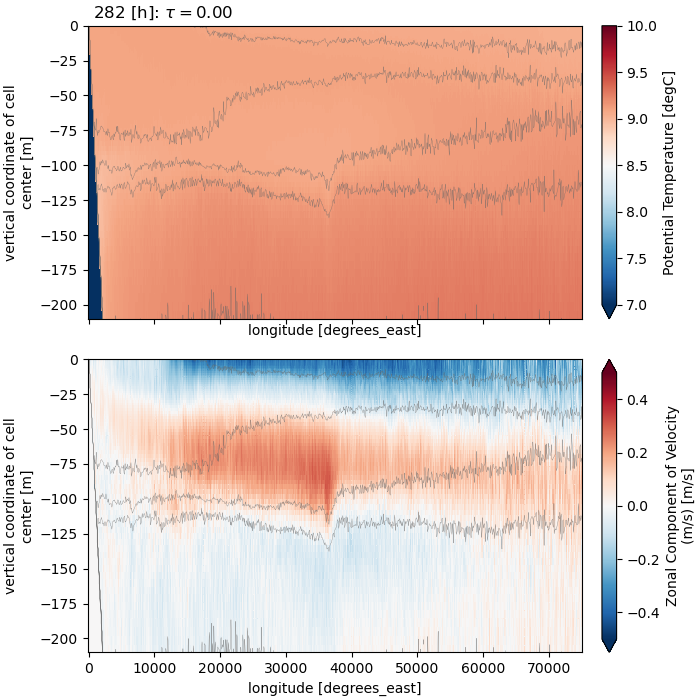 282 [h]: τ = 0.00
0
−25
−50
−75
−100
−125
−150
−175
−200
vertical coordinate of cell
center [m]
longitude [degrees_east]
10.0
9.5
9.0
8.5
8.0
7.5
7.0
Potential Temperature [degC]
0
−25
−50
−75
−100
−125
−150
−175
−200
vertical coordinate of cell
center [m]
0 10000 20000 30000 40000 50000 60000 70000
longitude [degrees_east]
0.4
0.2
0.0
−0.2
−0.4
Zonal Component of Velocity
(m/s) [m/s]